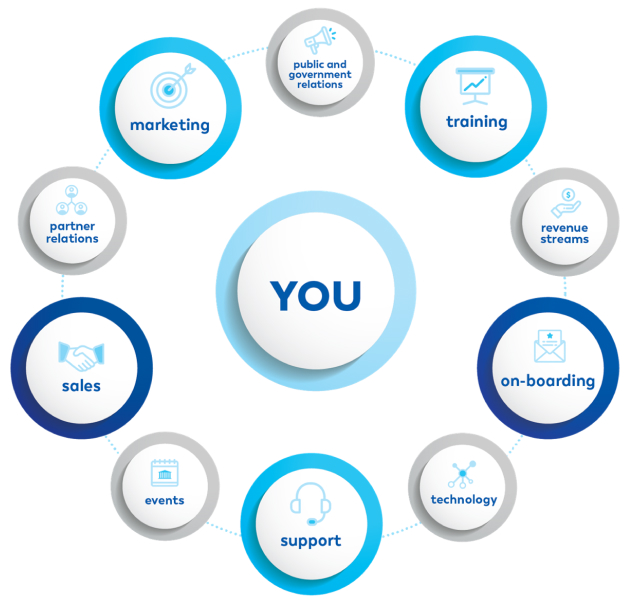 public and
government
relations
marketing
training
partner
relations
revenue
streams
YOU
sales
on-boarding
events
technology
support